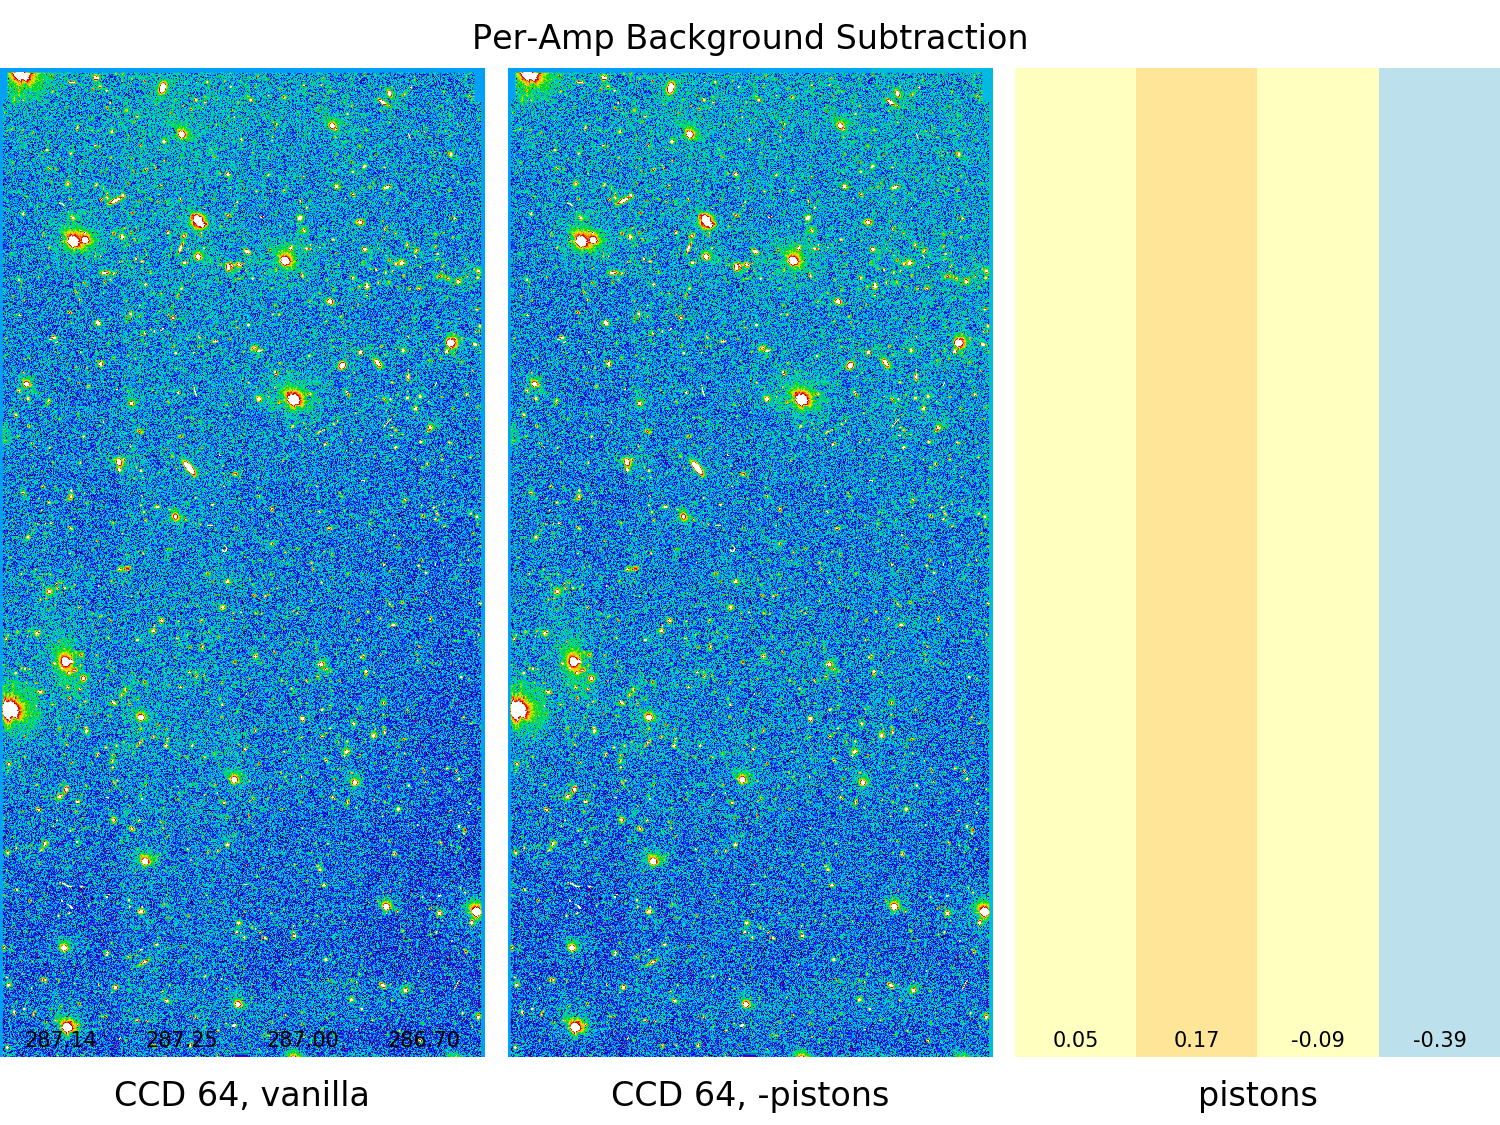 Per-Amp Background Subtraction
287.14 287.25 287.00 286.70
0.05 0.17 -0.09 -0.39
CCD 64, vanilla
CCD 64, -pistons
pistons